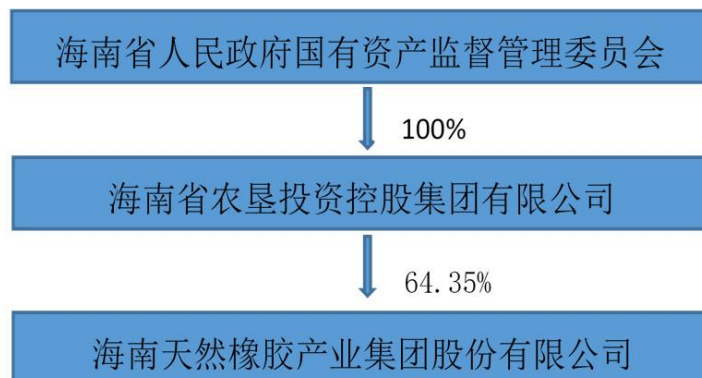 海南省人民政府国有资产监督管理委员会
100%
海南省农垦投资控股集团有限公司
64.35%
海南天然橡胶产业集团股份有限公司